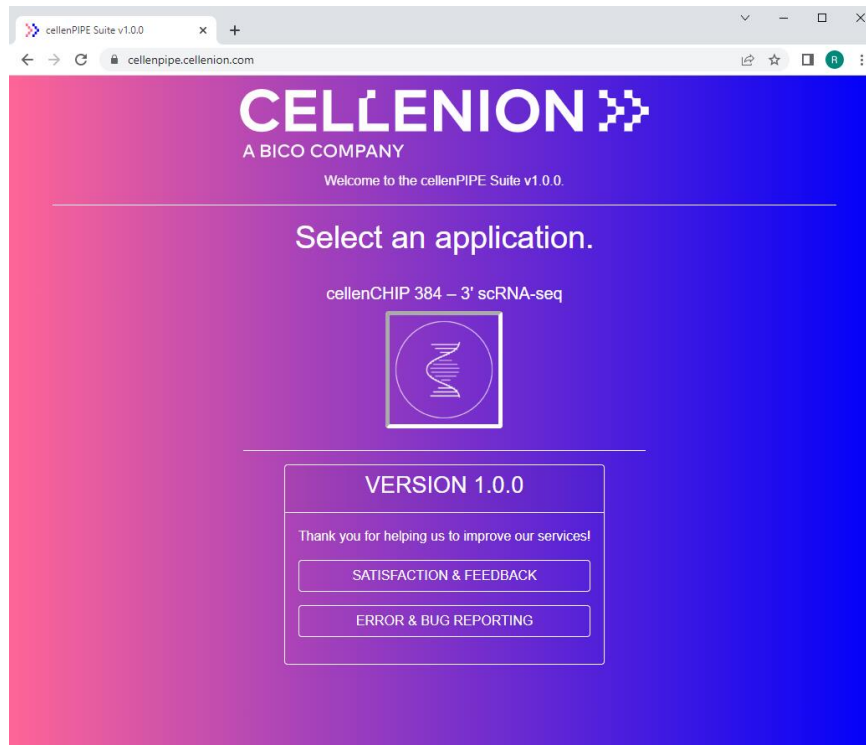 cellenPIPE Suite v1.0.0
cellenpipe.cellenion.com
R
CELLENION
A BICO COMPANY
Welcome to the cellenPIPE Suite v1.0.0.
Select an application.
cellenCHIP 384 – 3' scRNA-seq
VERSION 1.0.0
Thank you for helping us to improve our services!
SATISFACTION & FEEDBACK
ERROR & BUG REPORTING